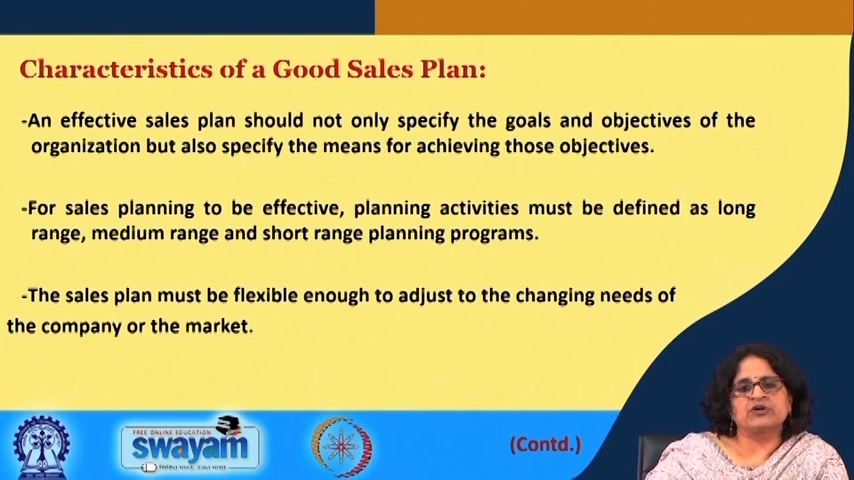 Characteristics of a Good Sales Plan:
-An effective sales plan should not only specify the goals and objectives of the
organization but also specify the means for achieving those objectives.
-For sales planning to be effective, planning activities must be defined as long
range, medium range and short range planning programs.
-The sales plan must be flexible enough to adjust to the changing needs of
the company or the market.
FREE ONLINE EDUCATION
swayam
(Contd.)